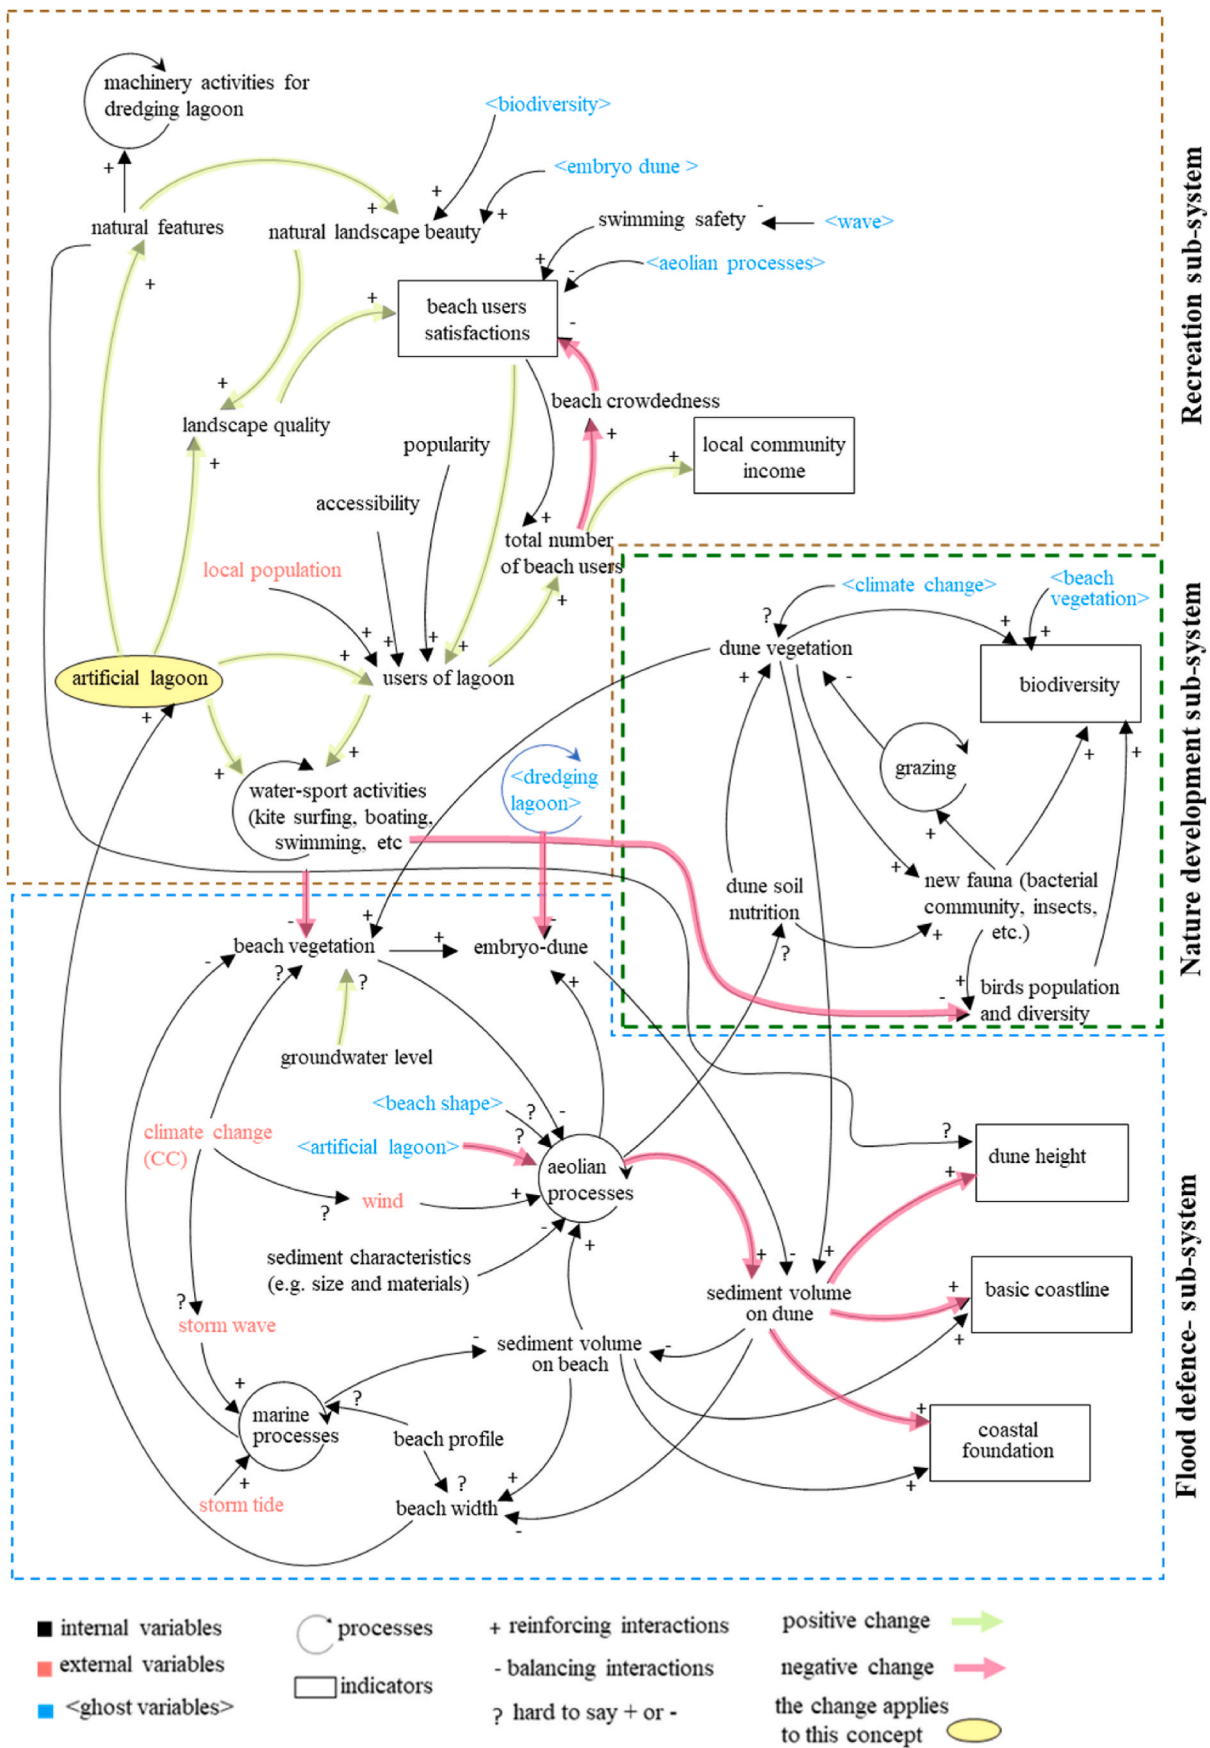 machinery activities for
dredging lagoon
<biodiversity>
+
<embryo dune >
+
+
+
natural features
natural landscape beauty
swimming safety
-
<wave>
+
+
-
<aeolian processes>
+
beach users
satisfactions
-
+
landscape quality
+
beach crowdedness
+
popularity
+
local community
income
accessibility
+
total number
of beach users
+
local population
+
+
+
+
+
artificial lagoon
+
users of lagoon
+
+
water-sport activities
(kite surfing, boating,
swimming, etc
<dredging
lagoon>
Recreation sub-system
<climate change>
<beach
vegetation>
?
+
+
dune vegetation
+
-
biodiversity
grazing
+
+
+
+
dune soil
nutrition
new fauna (bacterial
community, insects,
etc.)
+
?
+
-
birds population
and diversity
Nature development sub-system
-
+
-
beach vegetation
+
embryo-dune
-
?
?
+
groundwater level
<beach shape>
?
-
<artificial lagoon>
?
climate change
(CC)
aeolian
processes
?
wind
+
-
+
sediment characteristics
(e.g. size and materials)
?
dune height
+
+
-
+
sediment volume
on dune
+
basic coastline
+
?
storm wave
-
sediment volume
on beach
-
+
?
marine
processes
beach profile
+
coastal
foundation
+
+
storm tide
?
+
beach width
-
Flood defence- sub-system
internal variables
external variables
<ghost variables>
processes
indicators
+ reinforcing interactions
- balancing interactions
? hard to say + or -
positive change
negative change
the change applies
to this concept